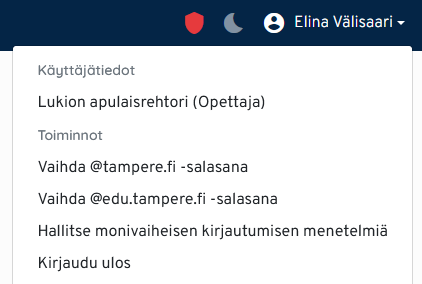 Elina Välisaari
Käyttäjätiedot
Lukion apulaisrehtori (Opettaja)
Toiminnot
Vaihda @tampere.fi -salasana
Vaihda @edu.tampere.fi -salasana
Hallitse monivaiheisen kirjautumisen menetelmiä
Kirjaudu ulos